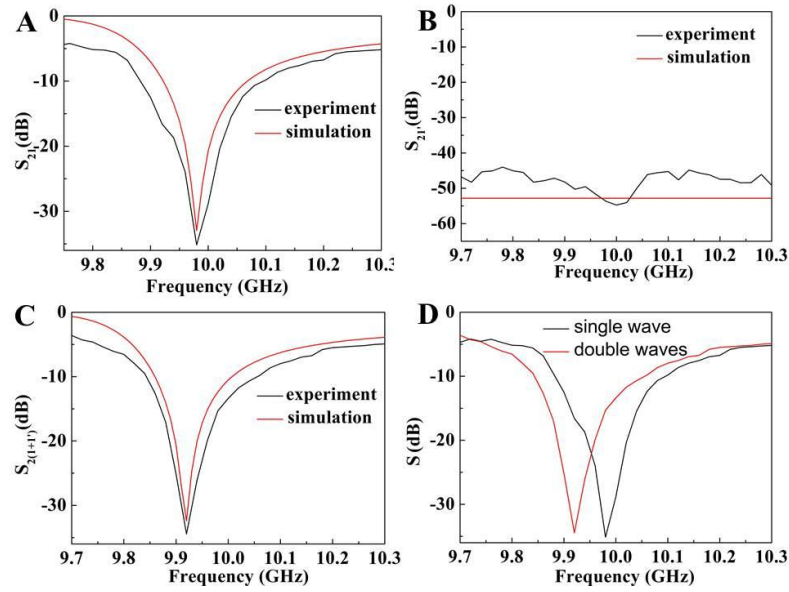 A
0
-10
-20
-30
S21(dB)
experiment
simulation
9.8 9.9 10.0 10.1 10.2 10.3
Frequency (GHz)
B
0
-10
-20
-30
-40
-50
-60
S21'(dB)
experiment
simulation
9.7 9.8 9.9 10.0 10.1 10.2 10.3
Frequency (GHz)
C
0
-10
-20
-30
S2(1+1')(dB)
experiment
simulation
9.7 9.8 9.9 10.0 10.1 10.2 10.3
Frequency (GHz)
D
0
-10
-20
-30
S (dB)
single wave
double waves
9.7 9.8 9.9 10.0 10.1 10.2 10.3
Frequency (GHz)